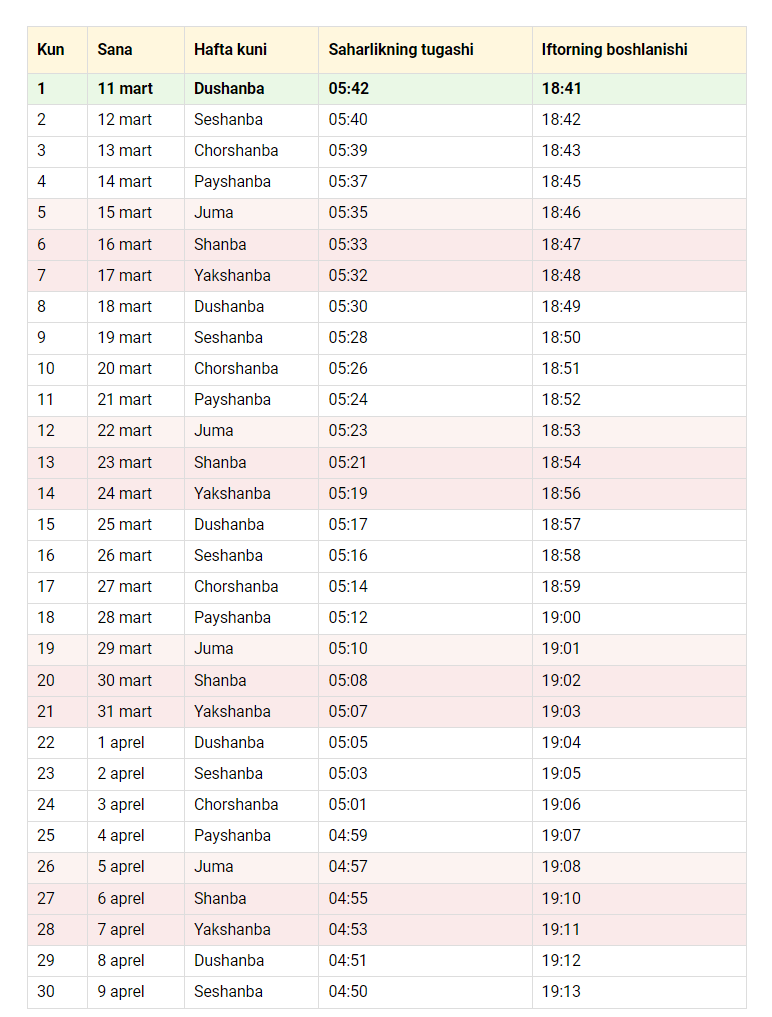 Kun Sana Hafta kuni Saharlikning tugashi Iftorning boshlanishi
1 11 mart Dushanba 05:42 18:41
2 12 mart Seshanba 05:40 18:42
3 13 mart Chorshanba 05:39 18:43
4 14 mart Payshanba 05:37 18:45
5 15 mart Juma 05:35 18:46
6 16 mart Shanba 05:33 18:47
7 17 mart Yakshanba 05:32 18:48
8 18 mart Dushanba 05:30 18:49
9 19 mart Seshanba 05:28 18:50
10 20 mart Chorshanba 05:26 18:51
11 21 mart Payshanba 05:24 18:52
12 22 mart Juma 05:23 18:53
13 23 mart Shanba 05:21 18:54
14 24 mart Yakshanba 05:19 18:56
15 25 mart Dushanba 05:17 18:57
16 26 mart Seshanba 05:16 18:58
17 27 mart Chorshanba 05:14 18:59
18 28 mart Payshanba 05:12 19:00
19 29 mart Juma 05:10 19:01
20 30 mart Shanba 05:08 19:02
21 31 mart Yakshanba 05:07 19:03
22 1 aprel Dushanba 05:05 19:04
23 2 aprel Seshanba 05:03 19:05
24 3 aprel Chorshanba 05:01 19:06
25 4 aprel Payshanba 04:59 19:07
26 5 aprel Juma 04:57 19:08
27 6 aprel Shanba 04:55 19:10
28 7 aprel Yakshanba 04:53 19:11
29 8 aprel Dushanba 04:51 19:12
30 9 aprel Seshanba 04:50 19:13